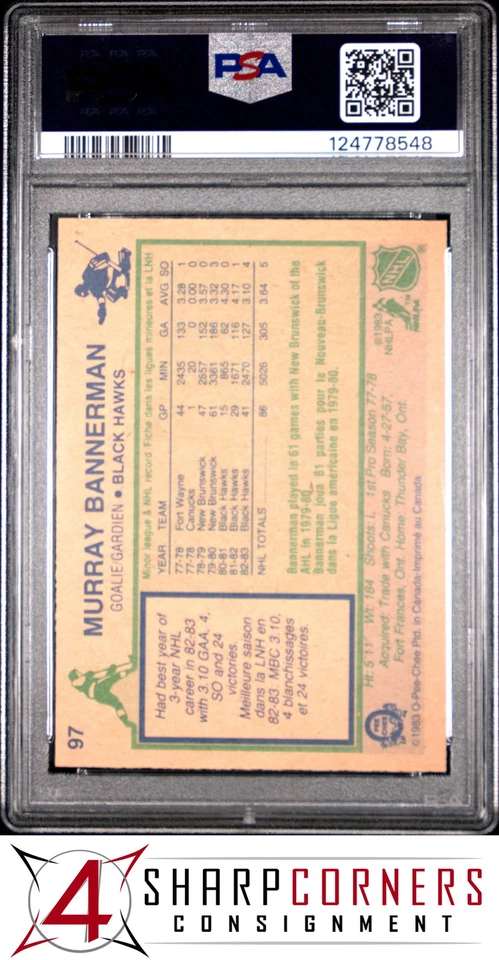 PSA
124778548
97
MURRAY BANNERMAN
GOALIE/GARDIEN • BLACK HAWKS
Had best year of
3-year NHL
career in 82-83
with 3.10 GAA, 4
SO and 24
victories.
Meilleure saison
dans la LNH en
82-83. MBC 3.10,
4 blanchissages
et 24 victoires.
Minor league & NHL record Fiche dans les ligues mineures et la LNH
YEAR TEAM GP MIN GA AVG SO
77-78 Fort Wayne 44 2435 133 3.28 1
77-78 Canucks 1 20 0 0.00 0
78-79 New Brunswick 47 2557 152 3.57 0
79-80 New Brunswick 61 3361 186 3.32 3
80-81 Black Hawks 15 865 62 4.30 0
81-82 Black Hawks 29 1671 116 4.17 1
82-83 Black Hawks 41 2470 127 3.10 4
NHL TOTALS 86 5026 305 3.64 5
Bannerman played in 61 games with New Brunswick of the
AHL in 1979-80.
Bannerman joua 61 parties pour le Nouveau-Brunswick
dans la Ligue américaine en 1979-80.
Ht: 5'11" Wt: 184 Shoots: L 1st Pro Season 77-78
Acquired: Trade with Canucks Born: 4-27-57,
Fort Frances, Ont. Home: Thunder Bay, Ont.
© 1983 O-Pee-Chee Ptd. in Canada-Imprimé au Canada
O-PEE-CHEE
©1983
NHLPA
NHL
4
SHARPCORNERS
CONSIGNMENT